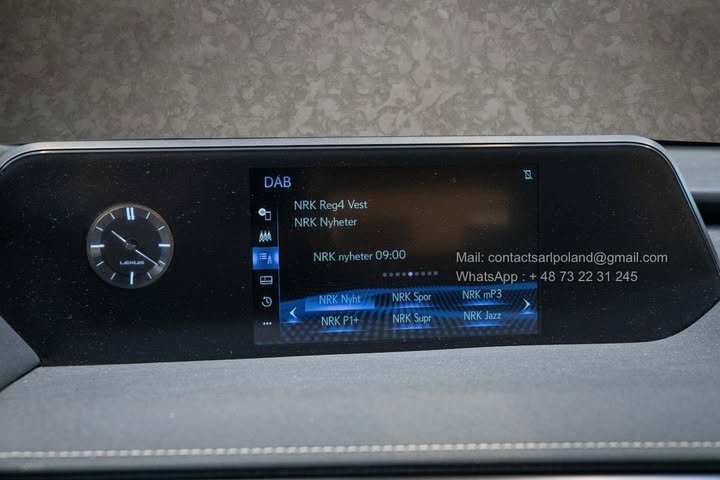 DAB
NRK Reg4 Vest
NRK Nyheter
NRK nyheter 09:00
Mail: contactsarlpoland@gmail.com
WhatsApp : + 48 73 22 31 245
NRK Nyht NRK Spor NRK mP3
NRK P1+ NRK Supr NRK Jazz
LEXUS